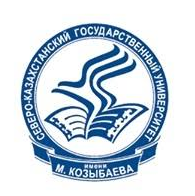 СЕВЕРО-КАЗАХСТАНСКИЙ ГОСУДАРСТВЕННЫЙ УНИВЕРСИТЕТ
ИМЕНИ
М. КОЗЫБАЕВА